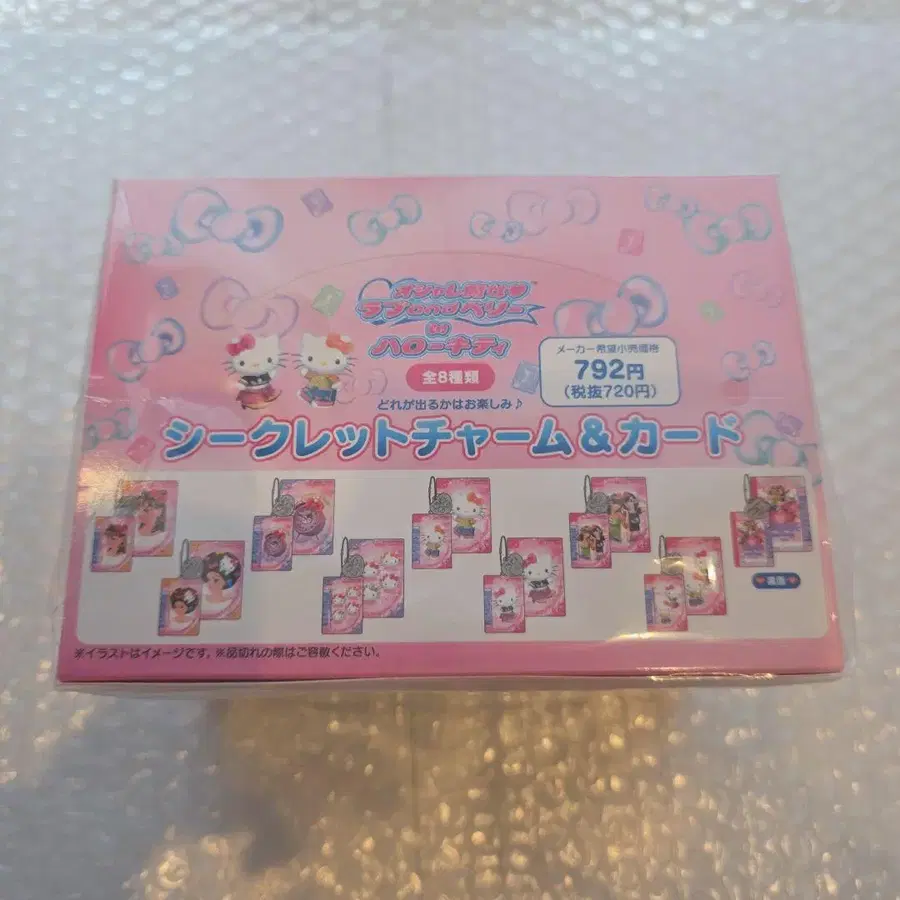 オシャレ魔女♥
ラブandベリー
×
ハローキティ
全8種類
メーカー希望小売価格
792円
(税抜720円)
どれが出るかはお楽しみ♪
シークレットチャーム&カード
裏面
※イラストはイメージです。※品切れの際はご容赦ください。